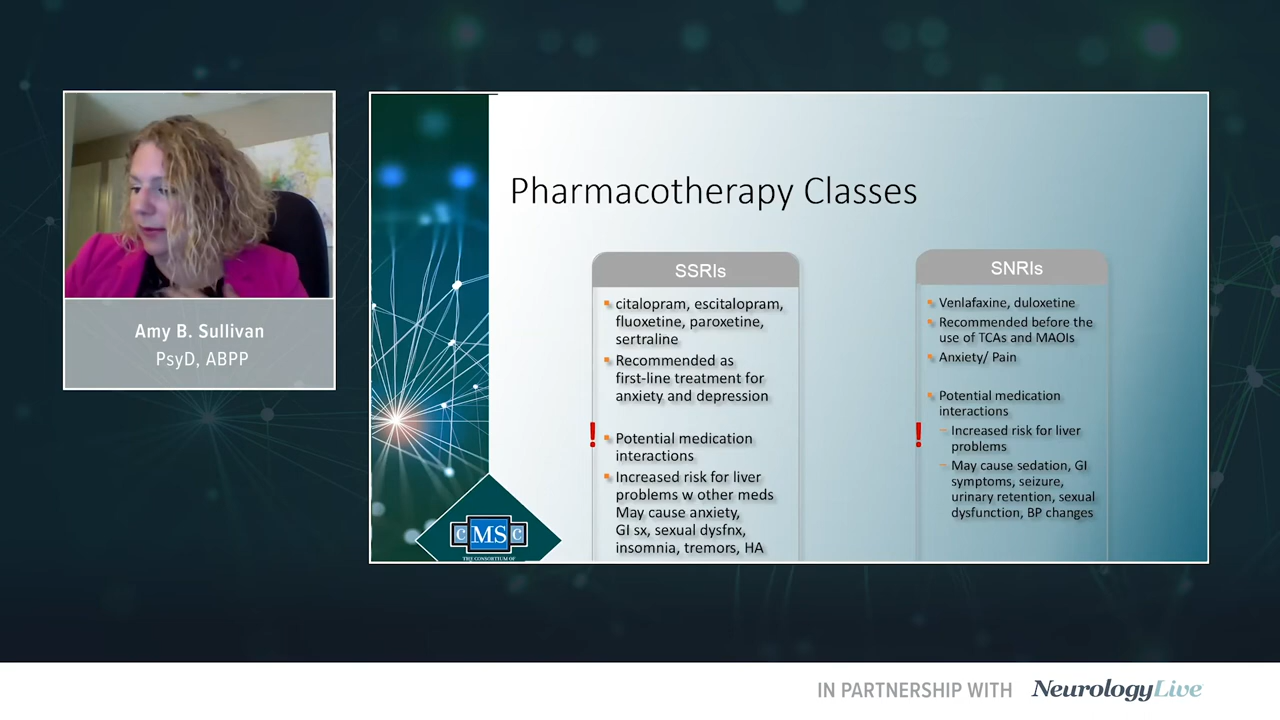 Amy B. Sullivan
PsyD, ABPP
Pharmacotherapy Classes
SSRIs
citalopram, escitalopram,
fluoxetine, paroxetine,
sertraline
Recommended as
first-line treatment for
anxiety and depression
! Potential medication
interactions
Increased risk for liver
problems w other meds
May cause anxiety,
GI sx, sexual dysfnx,
insomnia, tremors, HA
SNRIs
Venlafaxine, duloxetine
Recommended before the
use of TCAs and MAOIs
Anxiety/ Pain
Potential medication
interactions
! – Increased risk for liver
problems
– May cause sedation, GI
symptoms, seizure,
urinary retention, sexual
dysfunction, BP changes
CMSC
THE CONSORTIUM OF
IN PARTNERSHIP WITH NeurologyLive